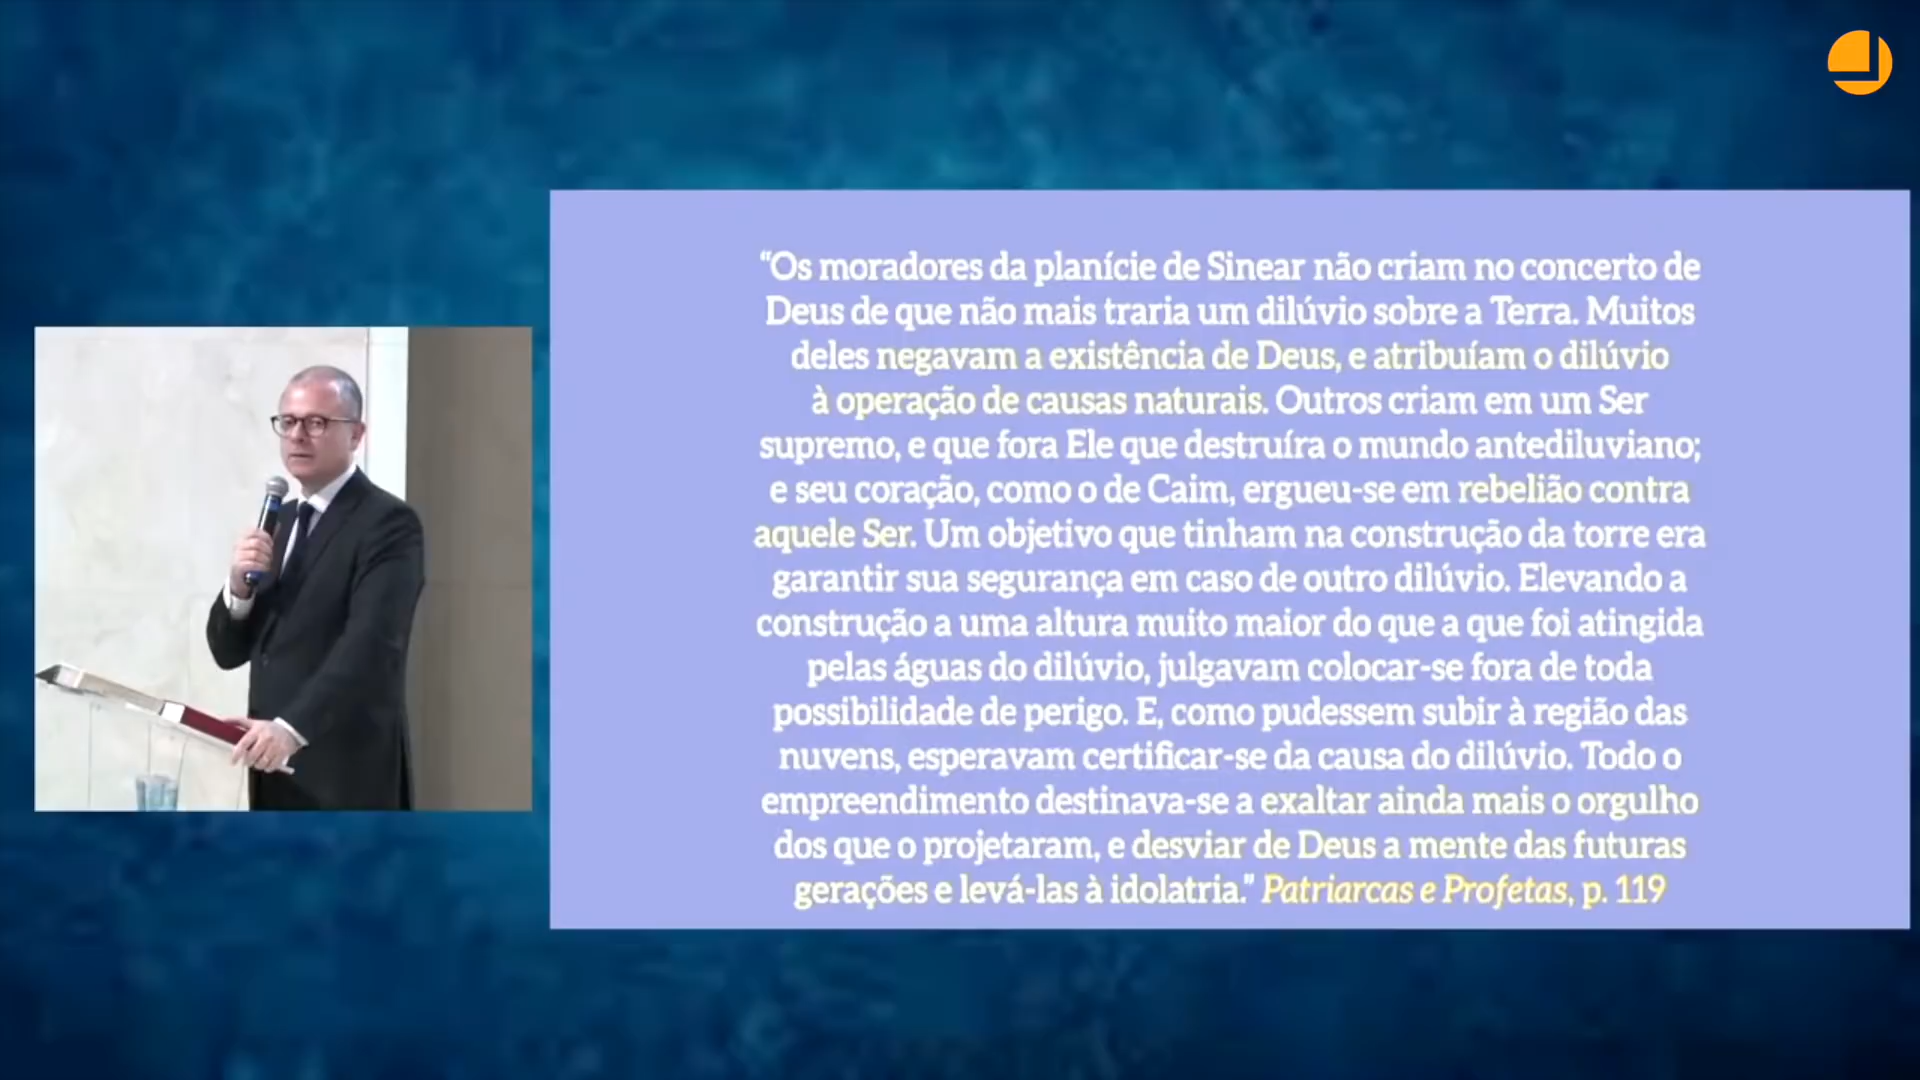 “Os moradores da planície de Sinear não criam no concerto de
Deus de que não mais traria um dilúvio sobre a Terra. Muitos
deles negavam a existência de Deus, e atribuíam o dilúvio
à operação de causas naturais. Outros criam em um Ser
supremo, e que fora Ele que destruíra o mundo antediluviano;
e seu coração, como o de Caim, ergueu-se em rebelião contra
aquele Ser. Um objetivo que tinham na construção da torre era
garantir sua segurança em caso de outro dilúvio. Elevando a
construção a uma altura muito maior do que a que foi atingida
pelas águas do dilúvio, julgavam colocar-se fora de toda
possibilidade de perigo. E, como pudessem subir à região das
nuvens, esperavam certificar-se da causa do dilúvio. Todo o
empreendimento destinava-se a exaltar ainda mais o orgulho
dos que o projetaram, e desviar de Deus a mente das futuras
gerações e levá-las à idolatria.” Patriarcas e Profetas, p. 119